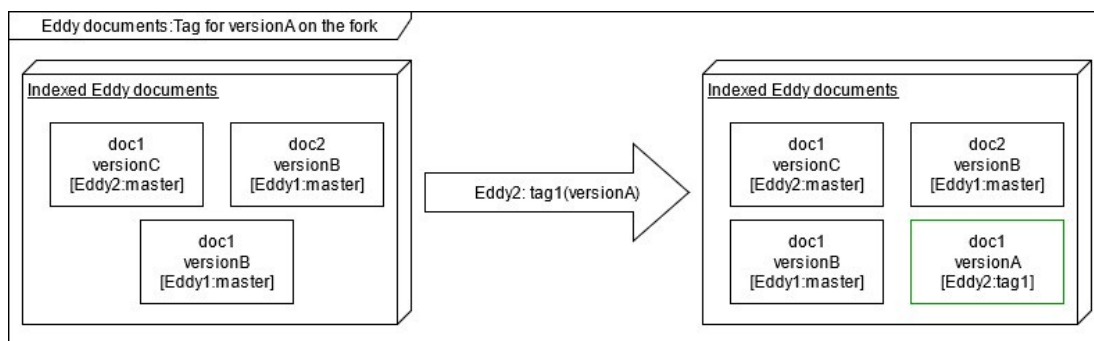 Eddy documents:Tag for versionA on the fork
Indexed Eddy documents
doc1
versionC
[Eddy2:master]
doc2
versionB
[Eddy1:master]
doc1
versionB
[Eddy1:master]
Eddy2: tag1(versionA)
Indexed Eddy documents
doc1
versionC
[Eddy2:master]
doc2
versionB
[Eddy1:master]
doc1
versionB
[Eddy1:master]
doc1
versionA
[Eddy2:tag1]